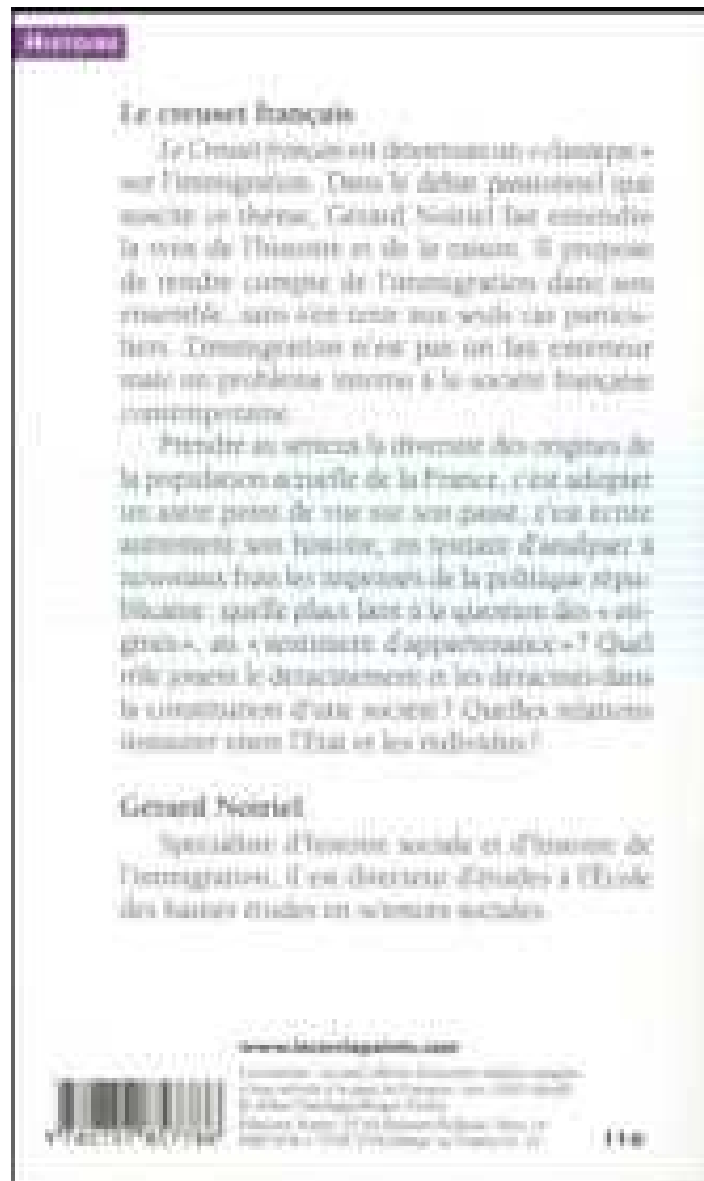 HISTOIRE
Le creuset français
Le Creuset français est désormais un « classique »
sur l'immigration. Dans le débat passionnel que
suscite ce thème, Gérard Noiriel fait entendre
la voix de l'histoire et de la raison. Il propose
de rendre compte de l'immigration dans son
ensemble, sans s'en tenir aux seuls cas particu-
liers. L'immigration n'est pas un fait extérieur
mais un problème interne à la société française
contemporaine.
Prendre au sérieux la diversité des origines de
la population actuelle de la France, c'est adopter
un autre point de vue sur son passé, c'est écrire
autrement son histoire, en tentant d'analyser à
nouveaux frais les impensés de la politique répu-
blicaine : quelle place faire à la question des « ori-
gines », au « sentiment d'appartenance » ? Quel
rôle jouent le déracinement et les déracinés dans
la constitution d'une société ? Quelles relations
instaurer entre l'État et les individus ?
Gérard Noiriel
Spécialiste d'histoire sociale et d'histoire de
l'immigration, il est directeur d'études à l'École
des hautes études en sciences sociales.
www.lecerclepoints.com